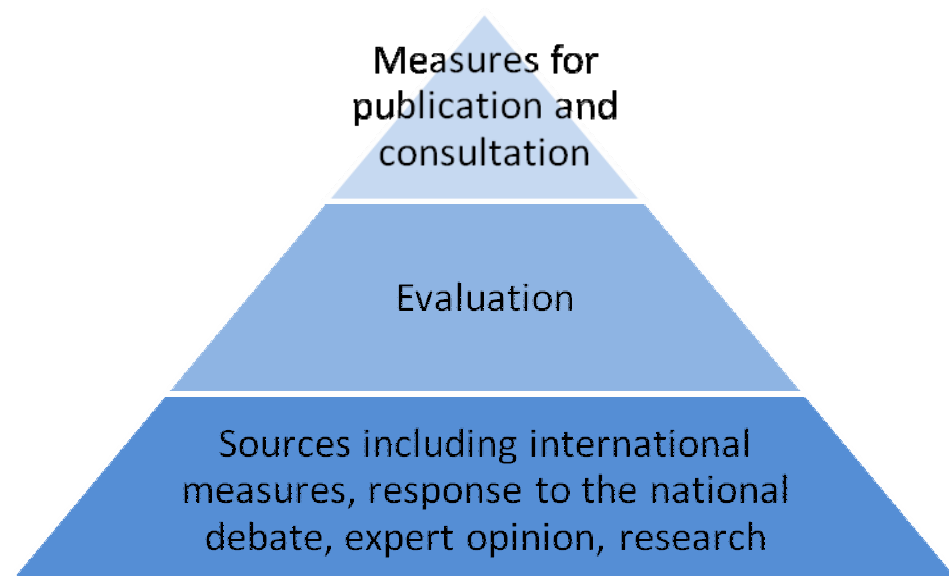 Measures for
publication and
consultation
Evaluation
Sources including international
measures, response to the national
debate, expert opinion, research